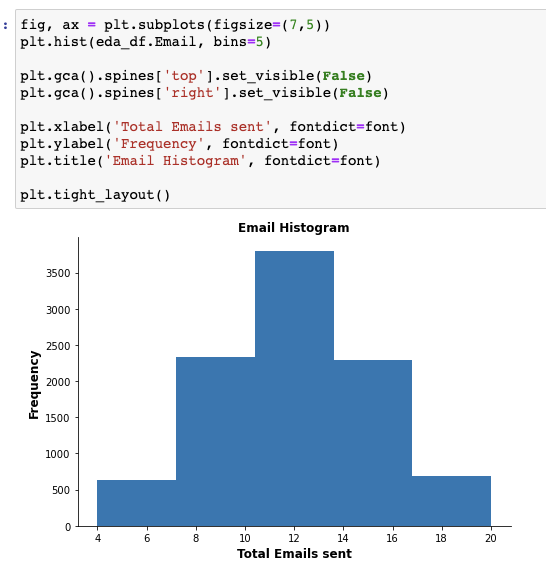 : fig, ax = plt.subplots(figsize=(7,5))
plt.hist(eda_df.Email, bins=5)
plt.gca().spines['top'].set_visible(False)
plt.gca().spines['right'].set_visible(False)
plt.xlabel('Total Emails sent', fontdict=font)
plt.ylabel('Frequency', fontdict=font)
plt.title('Email Histogram', fontdict=font)
plt.tight_layout()
Email Histogram
Frequency
3500
3000
2500
2000
1500
1000
500
0
4 6 8 10 12 14 16 18 20
Total Emails sent